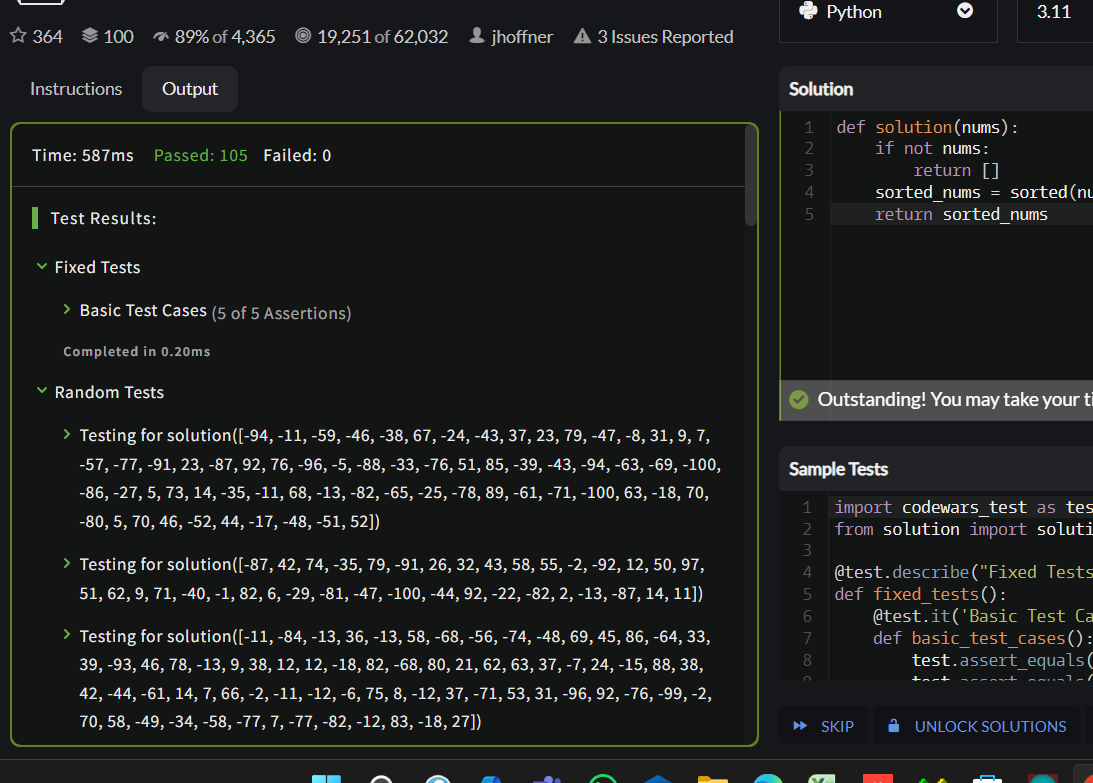 364 100 89% of 4,365 19,251 of 62,032 jhoffner 3 Issues Reported
Instructions Output
Time: 587ms Passed: 105 Failed: 0
Test Results:
Fixed Tests
Basic Test Cases (5 of 5 Assertions)
Completed in 0.20ms
Random Tests
Testing for solution([-94, -11, -59, -46, -38, 67, -24, -43, 37, 23, 79, -47, -8, 31, 9, 7,
-57, -77, -91, 23, -87, 92, 76, -96, -5, -88, -33, -76, 51, 85, -39, -43, -94, -63, -69, -100,
-86, -27, 5, 73, 14, -35, -11, 68, -13, -82, -65, -25, -78, 89, -61, -71, -100, 63, -18, 70,
-80, 5, 70, 46, -52, 44, -17, -48, -51, 52])
Testing for solution([-87, 42, 74, -35, 79, -91, 26, 32, 43, 58, 55, -2, -92, 12, 50, 97,
51, 62, 9, 71, -40, -1, 82, 6, -29, -81, -47, -100, -44, 92, -22, -82, 2, -13, -87, 14, 11])
Testing for solution([-11, -84, -13, 36, -13, 58, -68, -56, -74, -48, 69, 45, 86, -64, 33,
39, -93, 46, 78, -13, 9, 38, 12, 12, -18, 82, -68, 80, 21, 62, 63, 37, -7, 24, -15, 88, 38,
42, -44, -61, 14, 7, 66, -2, -11, -12, -6, 75, 8, -12, 37, -71, 53, 31, -96, 92, -76, -99, -2,
70, 58, -49, -34, -58, -77, 7, -77, -82, -12, 83, -18, 27])
Python 3.11
Solution
1 def solution(nums):
2 if not nums:
3 return []
4 sorted_nums = sorted(nu
5 return sorted_nums
Outstanding! You may take your ti
Sample Tests
1 import codewars_test as tes
2 from solution import soluti
3
4 @test.describe("Fixed Tests
5 def fixed_tests():
6 @test.it('Basic Test Ca
7 def basic_test_cases():
8 test.assert_equals(
SKIP UNLOCK SOLUTIONS